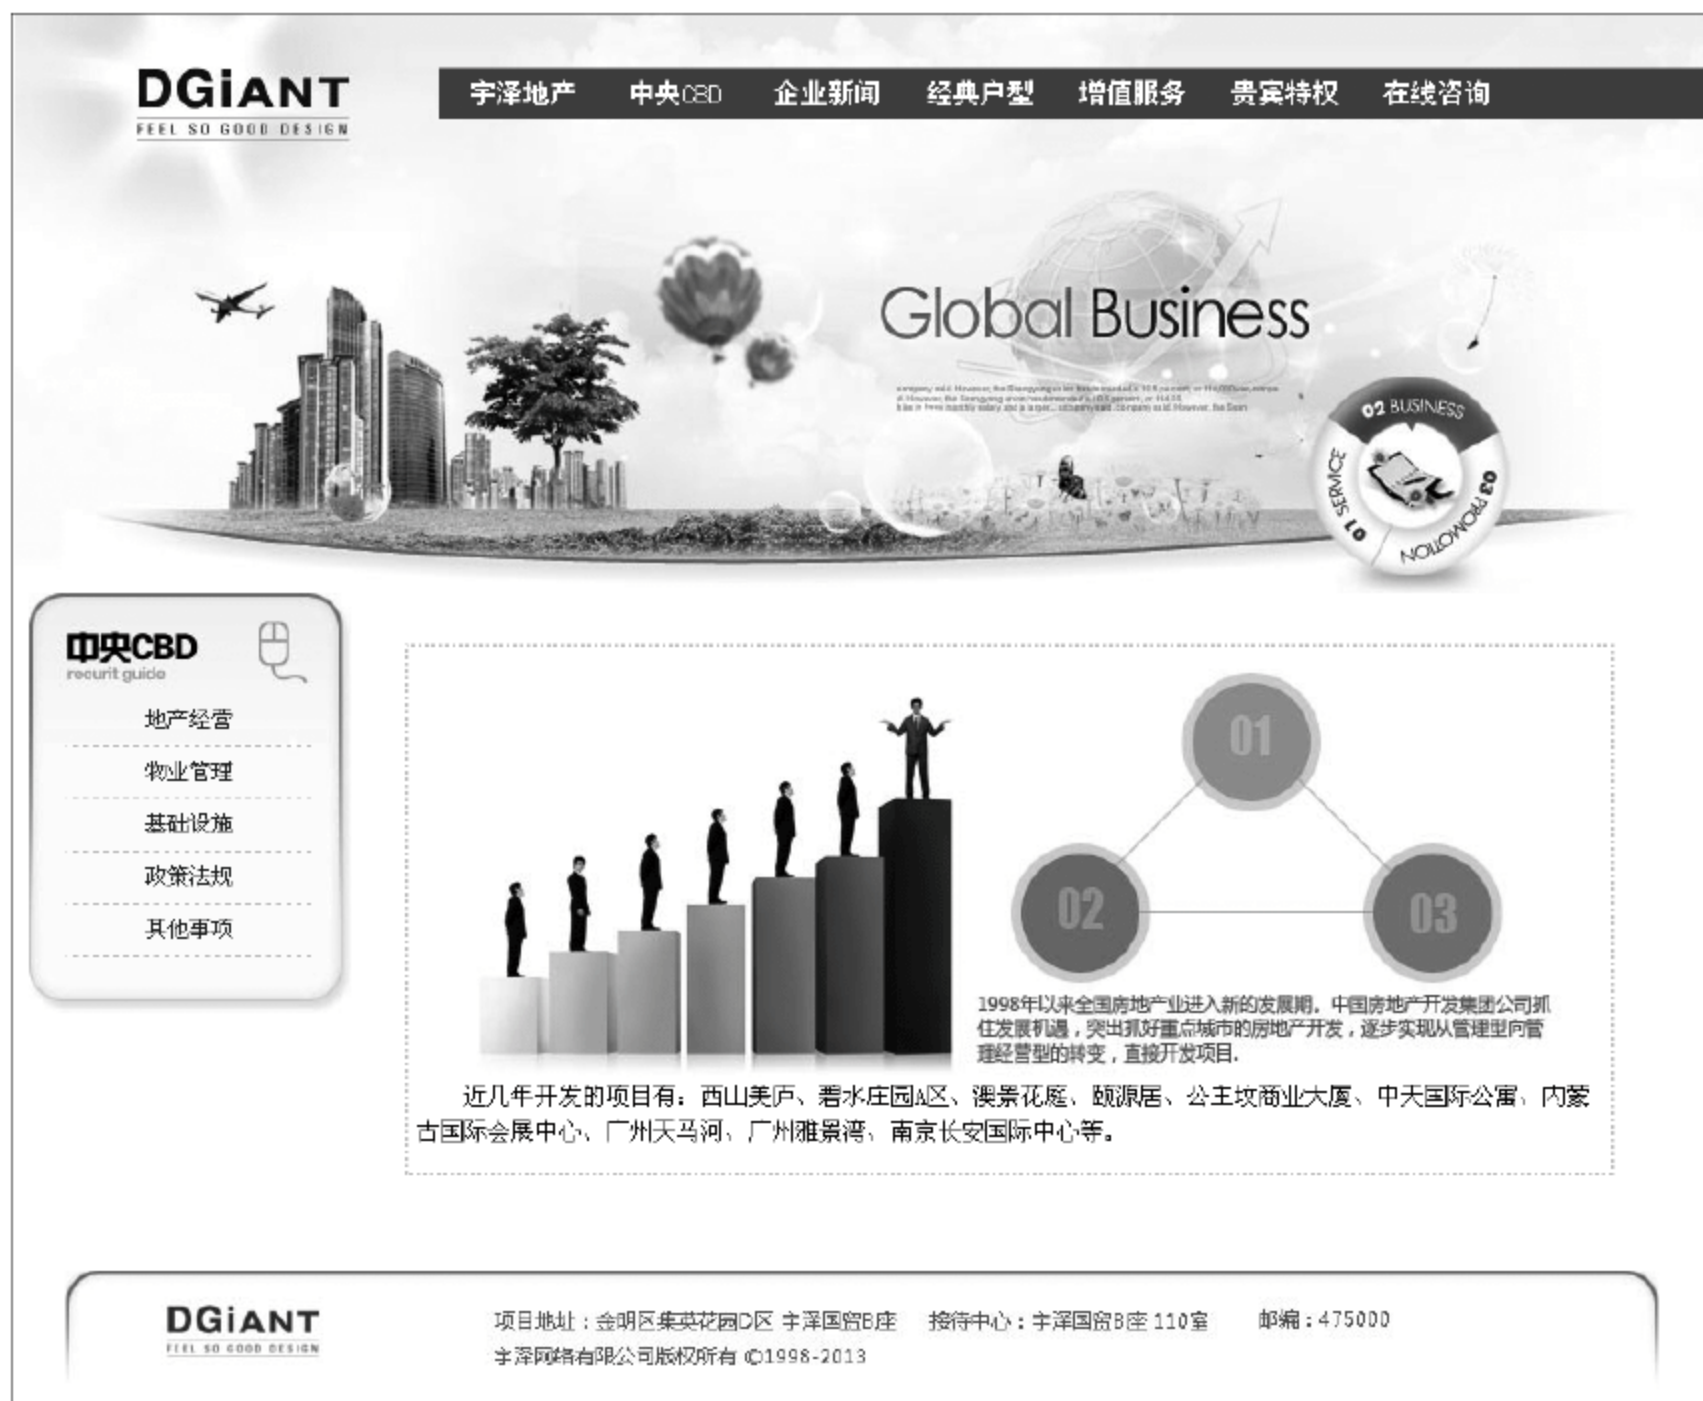 DGiANT
FEEL SO GOOD DESIGN
宇泽地产 中央CBD 企业新闻 经典户型 增值服务 贵宾特权 在线咨询
Global Business
02 BUSINESS
01 SERVICE
03 PROMOTION
中央CBD
recurit guide
地产经营
物业管理
基础设施
政策法规
其他事项
01
02
03
1998年以来全国房地产业进入新的发展期。中国房地产开发集团公司抓
住发展机遇，突出抓好重点城市的房地产开发，逐步实现从管理型向管
理经营型的转变，直接开发项目.
近几年开发的项目有：西山美庐、碧水庄园A区、澳景花庭、颐源居、公主坟商业大厦、中天国际公寓、内蒙
古国际会展中心、广州天马河、广州雅景湾、南京长安国际中心等。
DGiANT
FEEL SO GOOD DESIGN
项目地址：金明区集英花园D区 宇泽国贸B座 接待中心：宇泽国贸B座 110室 邮编：475000
宇泽网络有限公司版权所有 ©1998-2013